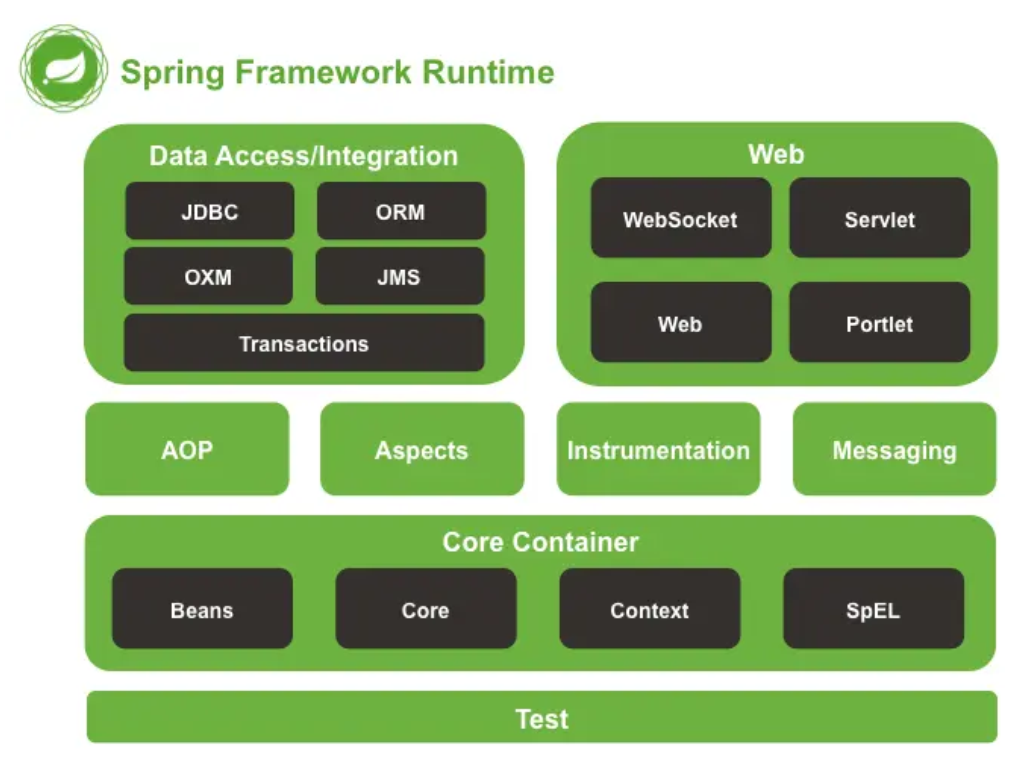 Spring Framework Runtime
Data Access/Integration
JDBC
ORM
OXM
JMS
Transactions
Web
WebSocket
Servlet
Web
Portlet
AOP
Aspects
Instrumentation
Messaging
Core Container
Beans
Core
Context
SpEL
Test